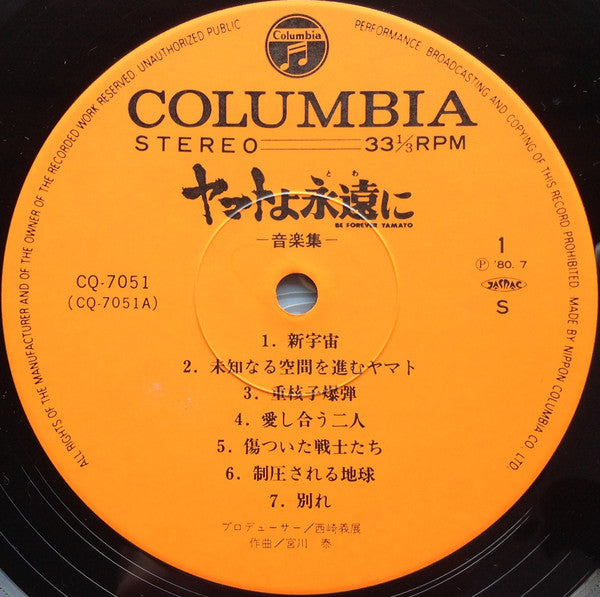 ALL RIGHTS OF THE MANUFACTURER AND OF THE OWNER OF THE RECORDED WORK RESERVED. UNAUTHORIZED PUBLIC PERFORMANCE, BROADCASTING AND COPYING OF THIS RECORD PROHIBITED. MADE BY NIPPON COLUMBIA CO. LTD.
Columbia
COLUMBIA
STEREO 33 1/3 RPM
とわ
ヤマトよ永遠に
BE FOREVER YAMATO
—音楽集—
1
Ⓟ '80. 7
JASRAC
S
CQ-7051
(CQ-7051A)
1. 新宇宙
2. 未知なる空間を進むヤマト
3. 重核子爆弾
4. 愛し合う二人
5. 傷ついた戦士たち
6. 制圧される地球
7. 別れ
プロデューサー/西崎義展
作曲/宮川 泰